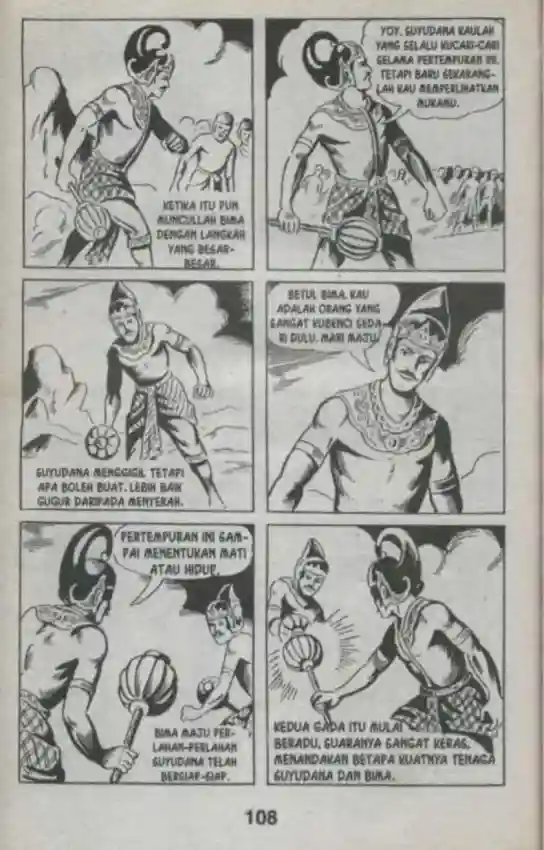 KETIKA ITU PUN
MUNCULLAH BIMA
DENGAN LANGKAH
YANG BESAR-
BESAR.
YOY. SUYUDANA KAULAH
YANG SELALU KUCARI-CARI
SELAMA PERTEMPURAN INI.
TETAPI BARU SEKARANG-
LAH KAU MEMPERLIHATKAN
MUKAMU.
SUYUDANA MENGGIGIL TETAPI
APA BOLEH BUAT. LEBIH BAIK
GUGUR DARIPADA MENYERAH.
BETUL BIMA. KAU
ADALAH ORANG YANG
SANGAT KUBENCI SEDA-
RI DULU. MARI MAJU.
PERTEMPURAN INI SAM-
PAI MENENTUKAN MATI
ATAU HIDUP.
BIMA MAJU PER-
LAHAN-PERLAHAN
SUYUDANA TELAH
BERSIAP-SIAP.
KEDUA GADA ITU MULAI
BERADU. SUARANYA SANGAT KERAS.
MENANDAKAN BETAPA KUATNYA TENAGA
SUYUDANA DAN BIMA.
108